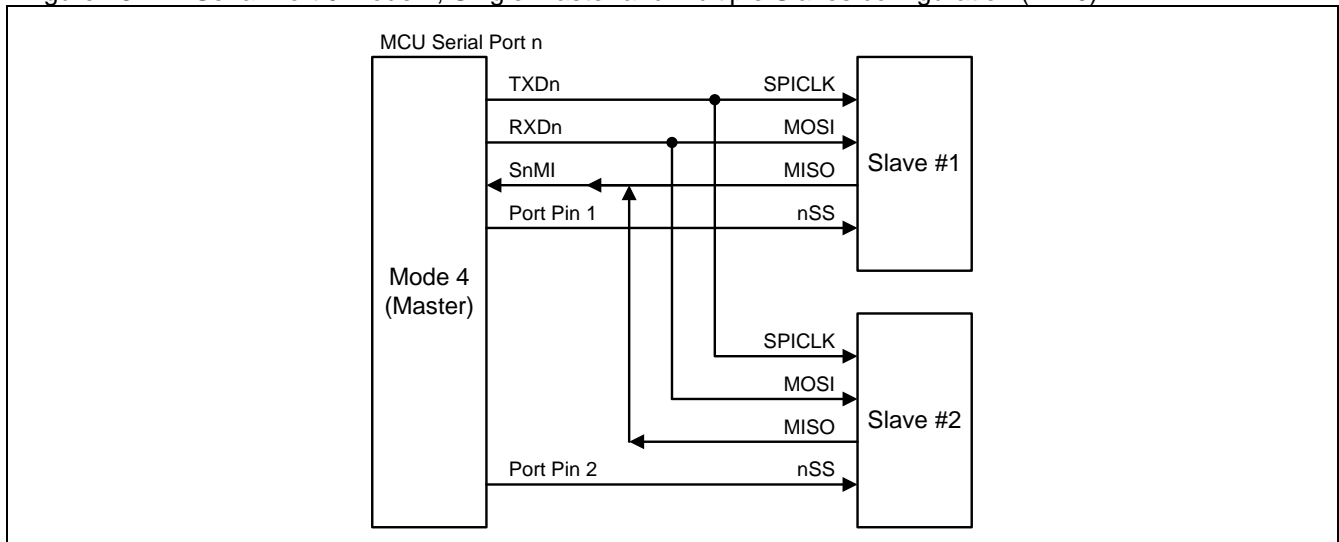 MCU Serial Port n
TXDn SPICLK
RXDn MOSI
SnMI MISO
Port Pin 1 nSS
Slave #1
Mode 4
(Master)
SPICLK
MOSI
MISO
Port Pin 2 nSS
Slave #2